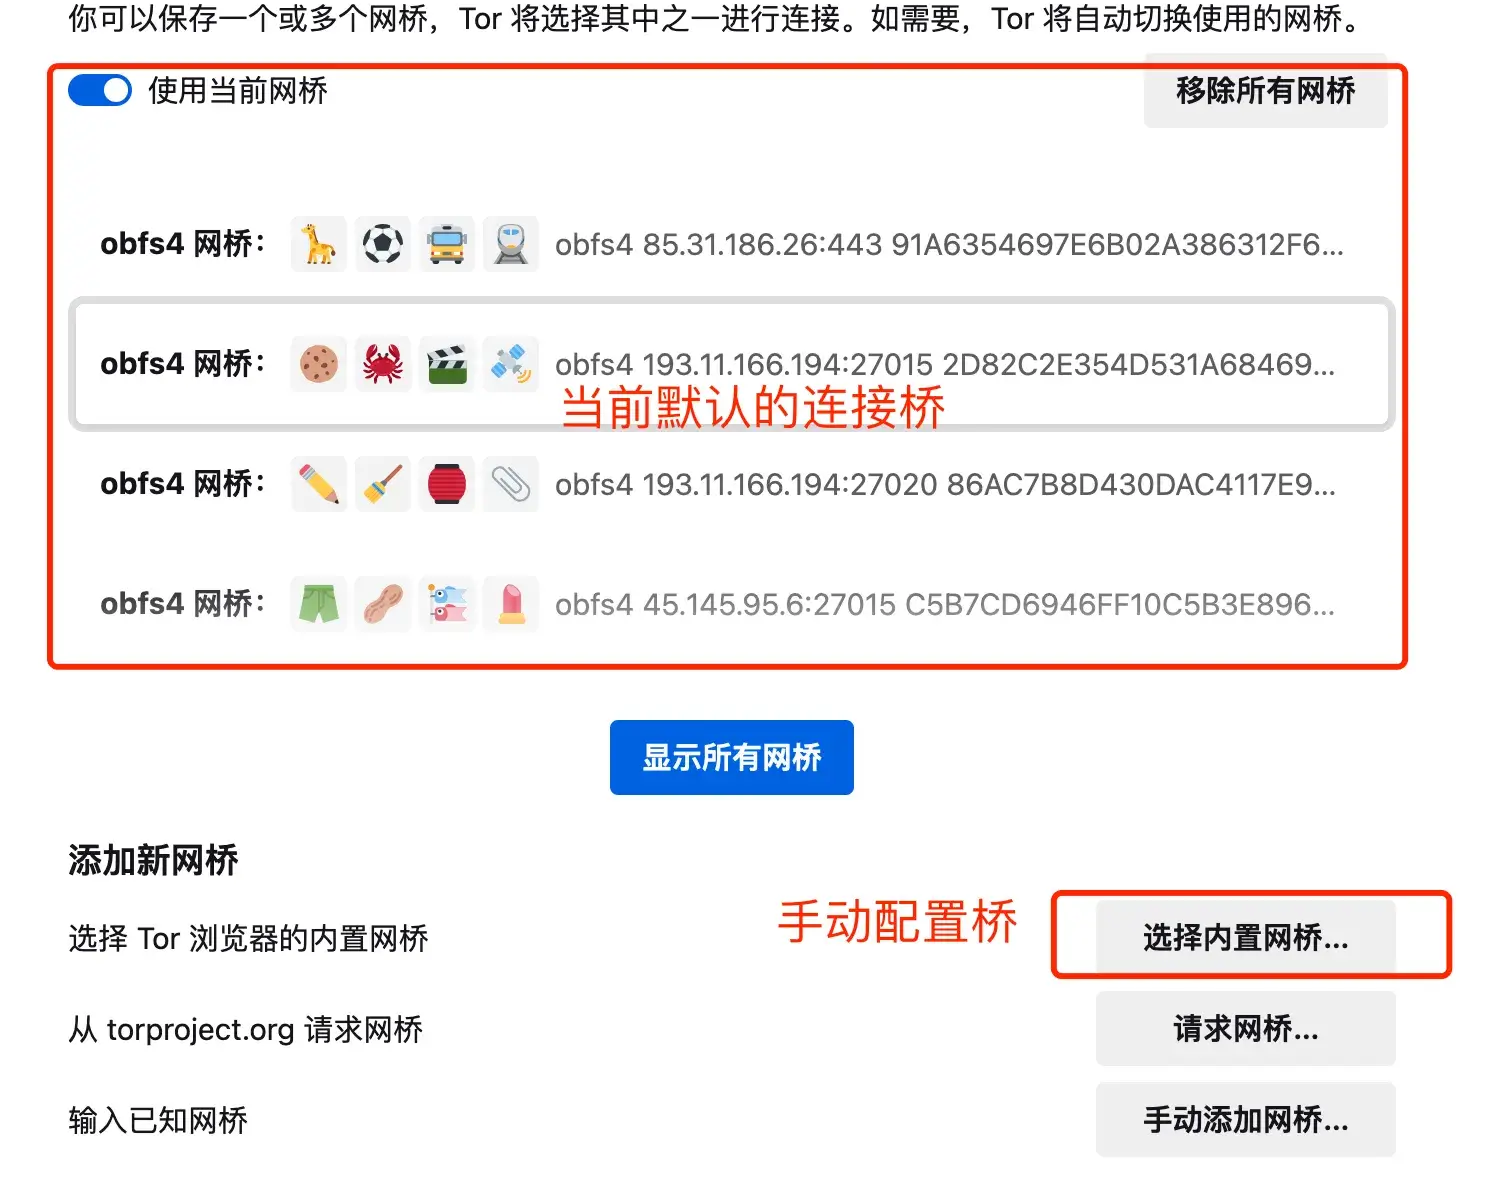 你可以保存一个或多个网桥，Tor 将选择其中之一进行连接。如需要，Tor 将自动切换使用的网桥。
使用当前网桥
移除所有网桥
obfs4 网桥： obfs4 85.31.186.26:443 91A6354697E6B02A386312F6...
obfs4 网桥： obfs4 193.11.166.194:27015 2D82C2E354D531A68469...
当前默认的连接桥
obfs4 网桥： obfs4 193.11.166.194:27020 86AC7B8D430DAC4117E9...
obfs4 网桥： obfs4 45.145.95.6:27015 C5B7CD6946FF10C5B3E896...
显示所有网桥
添加新网桥
手动配置桥
选择 Tor 浏览器的内置网桥
选择内置网桥...
从 torproject.org 请求网桥
请求网桥...
输入已知网桥
手动添加网桥...